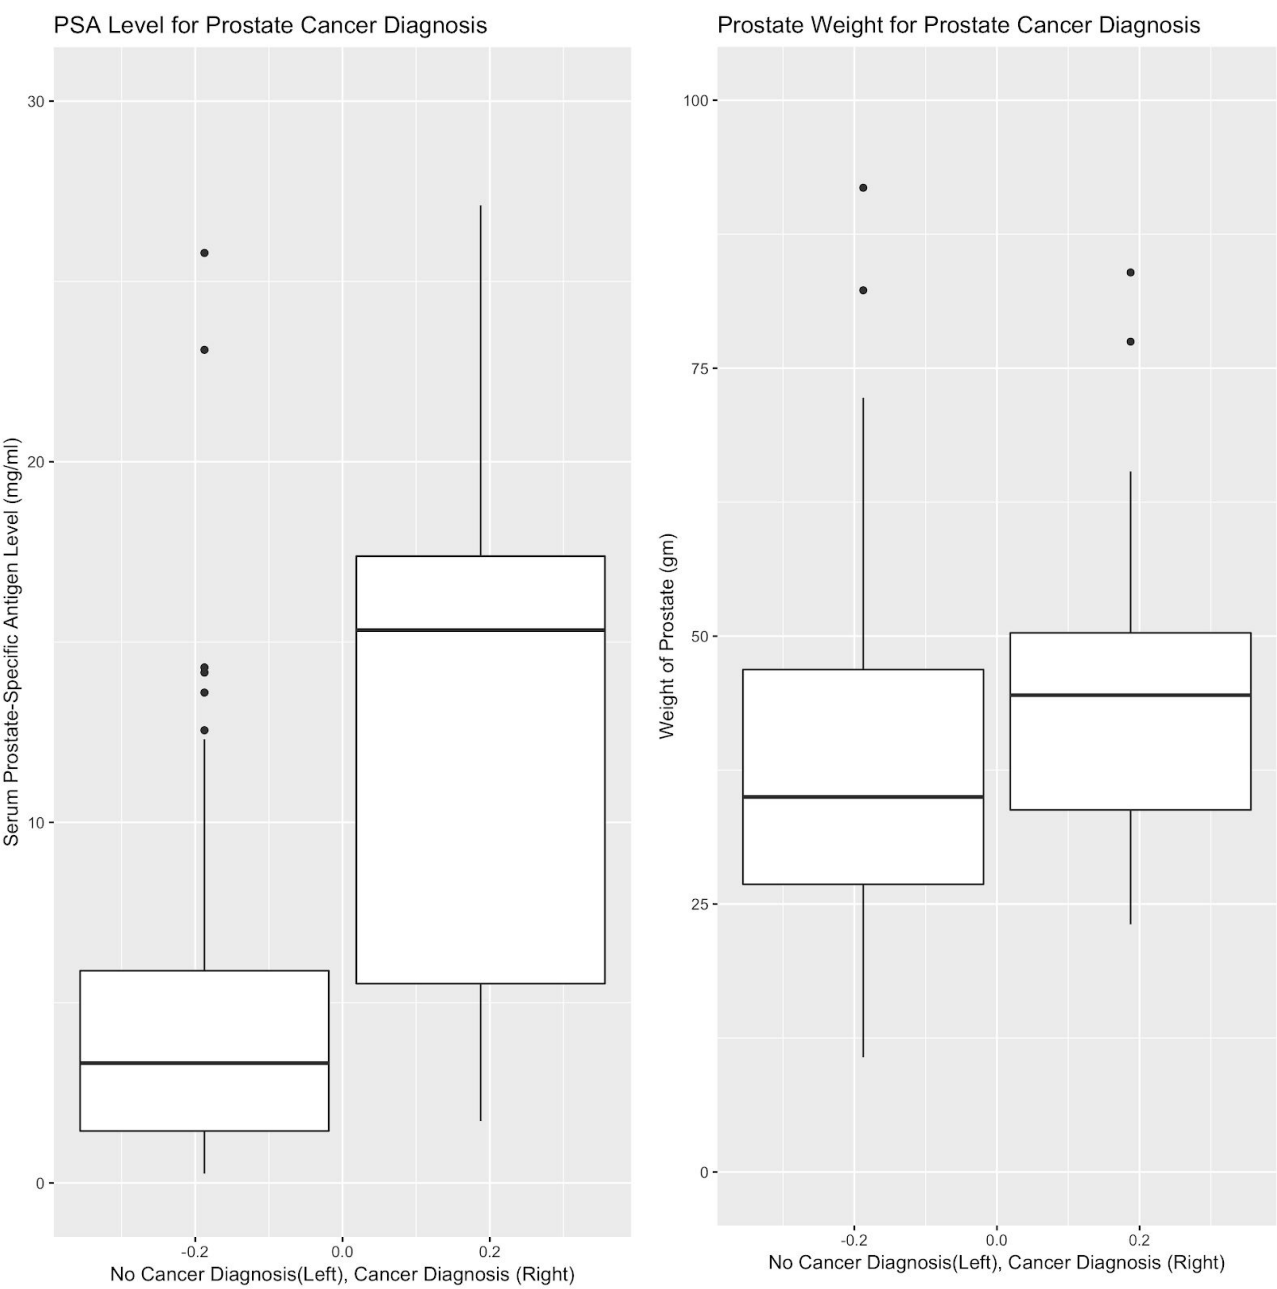 PSA Level for Prostate Cancer Diagnosis
Serum Prostate-Specific Antigen Level (mg/ml)
30
20
10
0
-0.2 0.0 0.2
No Cancer Diagnosis(Left), Cancer Diagnosis (Right)
Prostate Weight for Prostate Cancer Diagnosis
Weight of Prostate (gm)
100
75
50
25
0
-0.2 0.0 0.2
No Cancer Diagnosis(Left), Cancer Diagnosis (Right)